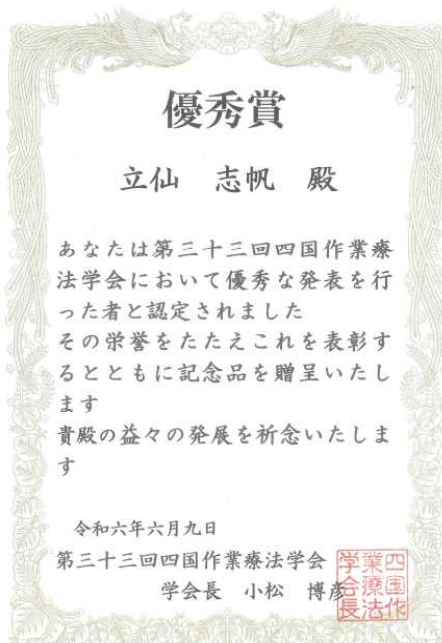 優秀賞
立仙 志帆 殿
あなたは第三十三回四国作業療
法学会において優秀な発表を行
った者と認定されました
その栄誉をたたえこれを表彰す
るとともに記念品を贈呈いたし
ます
貴殿の益々の発展を祈念いたしま
す
令和六年六月九日
第三十三回四国作業療法学会
学会長 小松 博彦
四国作
業療法
学会長